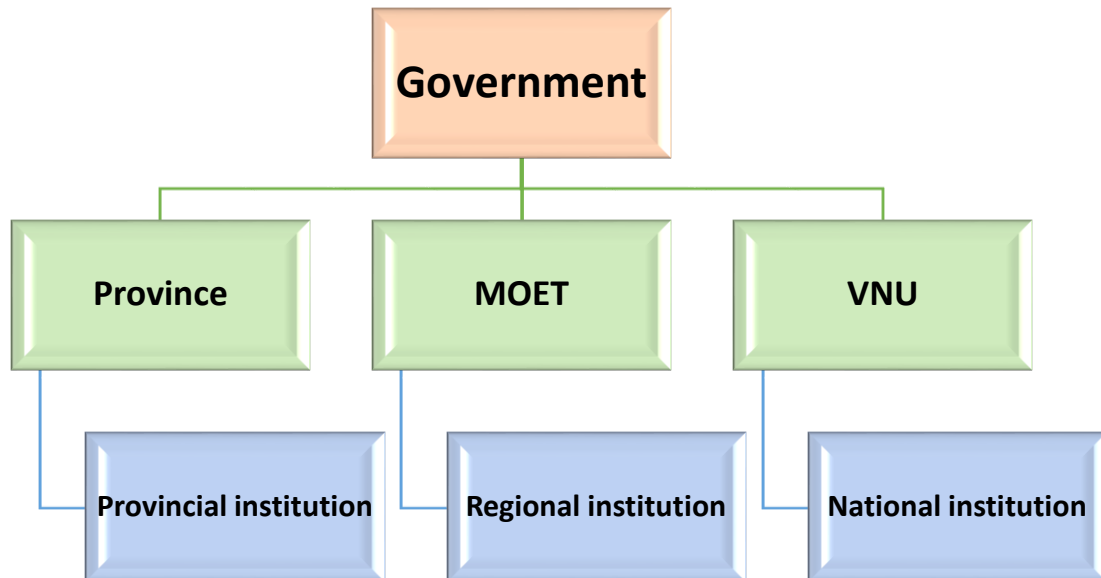 Government
Province
MOET
VNU
Provincial institution
Regional institution
National institution